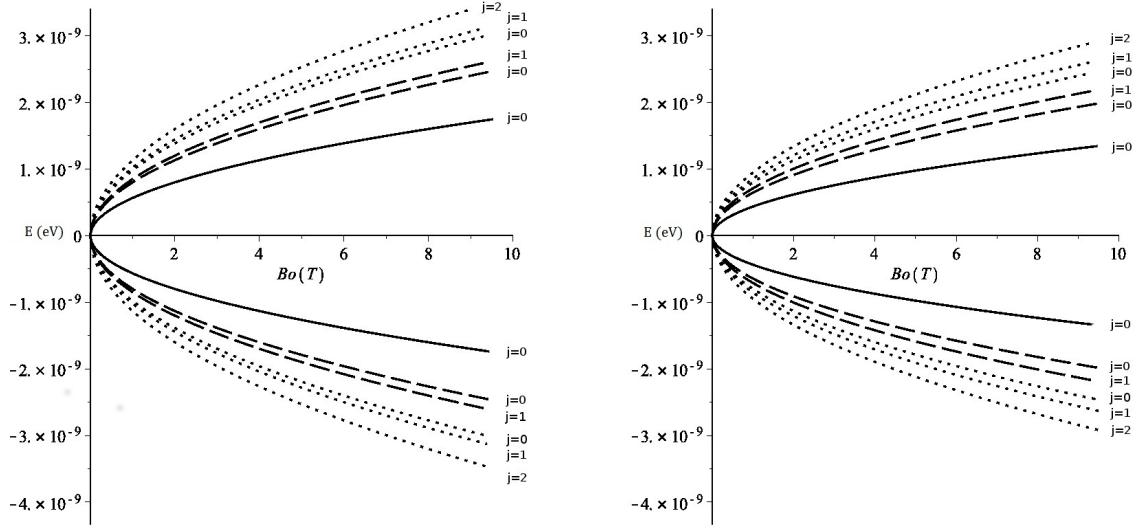 3. × 10⁻⁹
2. × 10⁻⁹
1. × 10⁻⁹
E (eV)
0
-1. × 10⁻⁹
-2. × 10⁻⁹
-3. × 10⁻⁹
-4. × 10⁻⁹
2 4 6 8 10
Bo(T)
j=2
j=1
j=0
j=1
j=0
j=0
j=0
j=0
j=1
j=0
j=1
j=2
3. × 10⁻⁹
2. × 10⁻⁹
1. × 10⁻⁹
E (eV)
0
-1. × 10⁻⁹
-2. × 10⁻⁹
-3. × 10⁻⁹
-4. × 10⁻⁹
2 4 6 8 10
Bo(T)
j=2
j=1
j=0
j=1
j=0
j=0
j=0
j=0
j=1
j=0
j=1
j=2